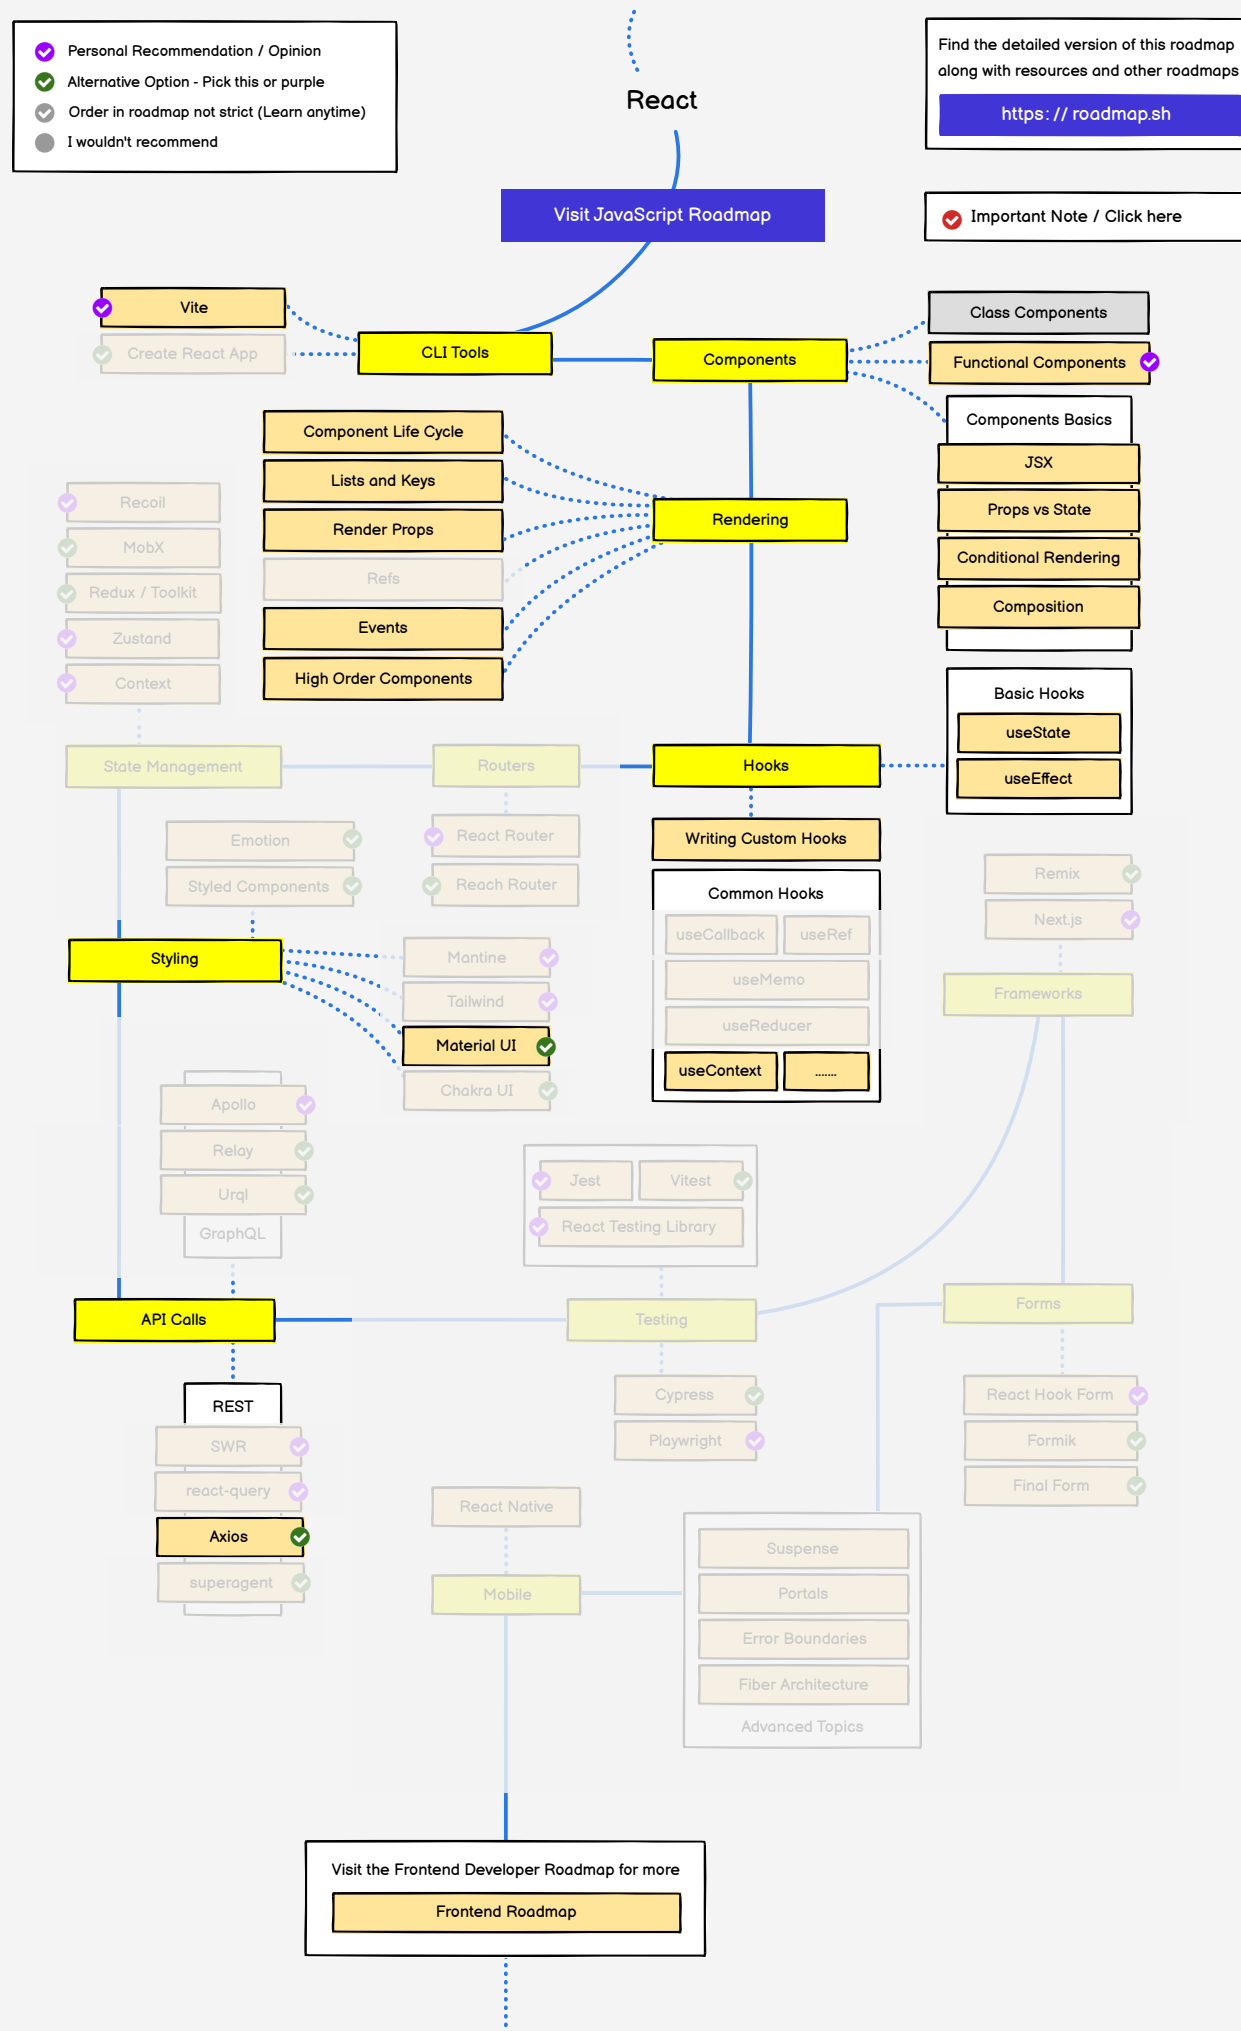 Personal Recommendation / Opinion
Alternative Option - Pick this or purple
Order in roadmap not strict (Learn anytime)
I wouldn't recommend
React
Find the detailed version of this roadmap
along with resources and other roadmaps
https: // roadmap.sh
Visit JavaScript Roadmap
Important Note / Click here
Vite
Create React App
CLI Tools
Components
Class Components
Functional Components
Components Basics
JSX
Props vs State
Conditional Rendering
Composition
Component Life Cycle
Lists and Keys
Render Props
Refs
Events
High Order Components
Rendering
Recoil
MobX
Redux / Toolkit
Zustand
Context
State Management
Routers
Hooks
Basic Hooks
useState
useEffect
React Router
Reach Router
Writing Custom Hooks
Common Hooks
useCallback
useRef
useMemo
useReducer
useContext
.......
Emotion
Styled Components
Styling
Mantine
Tailwind
Material UI
Chakra UI
Remix
Next.js
Frameworks
Apollo
Relay
Urql
GraphQL
Jest
Vitest
React Testing Library
API Calls
Testing
Forms
Cypress
Playwright
React Hook Form
Formik
Final Form
REST
SWR
react-query
Axios
superagent
React Native
Mobile
Suspense
Portals
Error Boundaries
Fiber Architecture
Advanced Topics
Visit the Frontend Developer Roadmap for more
Frontend Roadmap